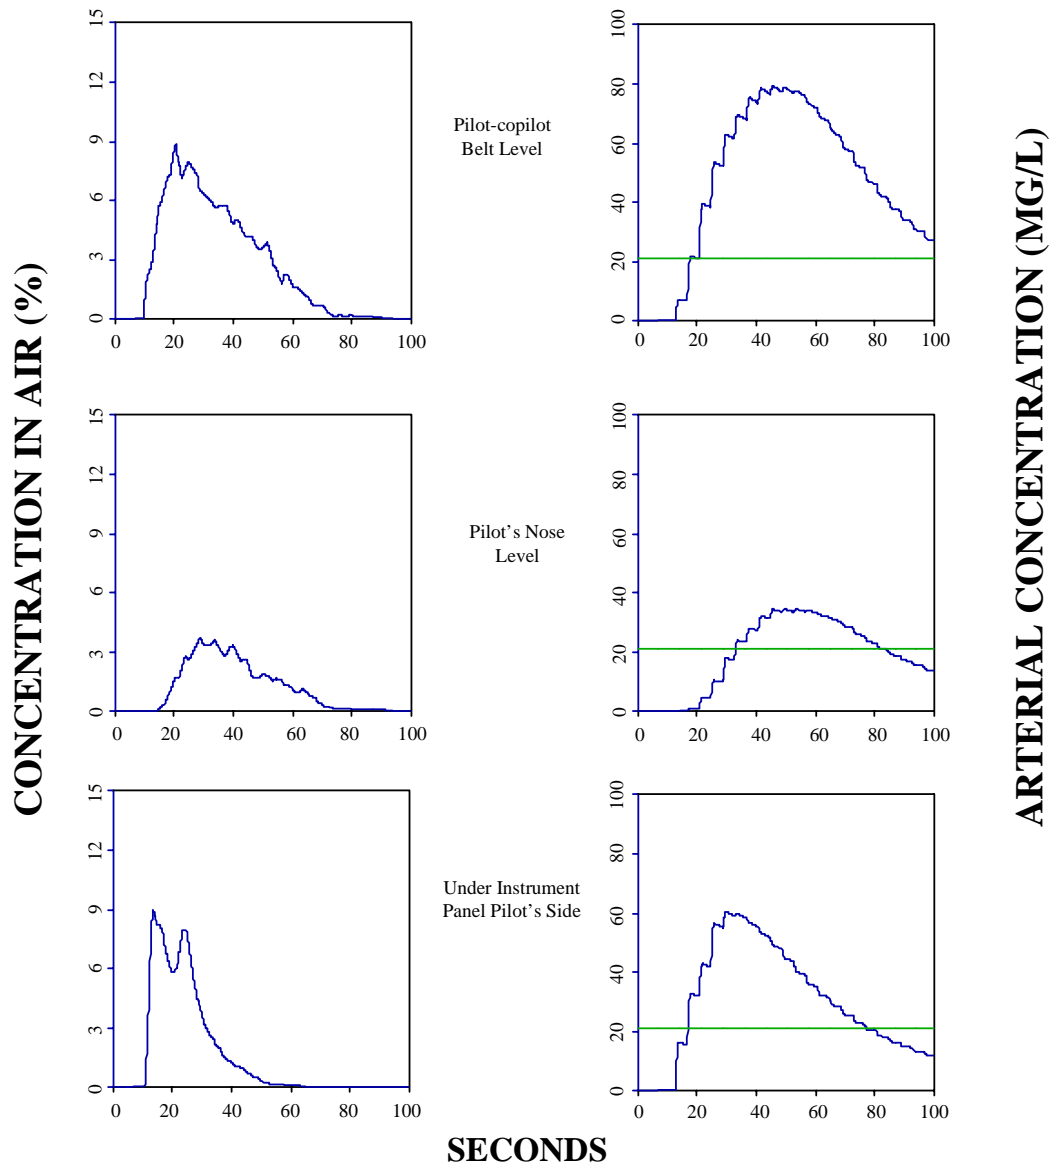 CONCENTRATION IN AIR (%)
15
12
9
6
3
0
0 20 40 60 80 100
Pilot-copilot
Belt Level
100
80
60
40
20
0
0 20 40 60 80 100
15
12
9
6
3
0
0 20 40 60 80 100
Pilot's Nose
Level
100
80
60
40
20
0
0 20 40 60 80 100
15
12
9
6
3
0
0 20 40 60 80 100
Under Instrument
Panel Pilot's Side
100
80
60
40
20
0
0 20 40 60 80 100
ARTERIAL CONCENTRATION (MG/L)
SECONDS